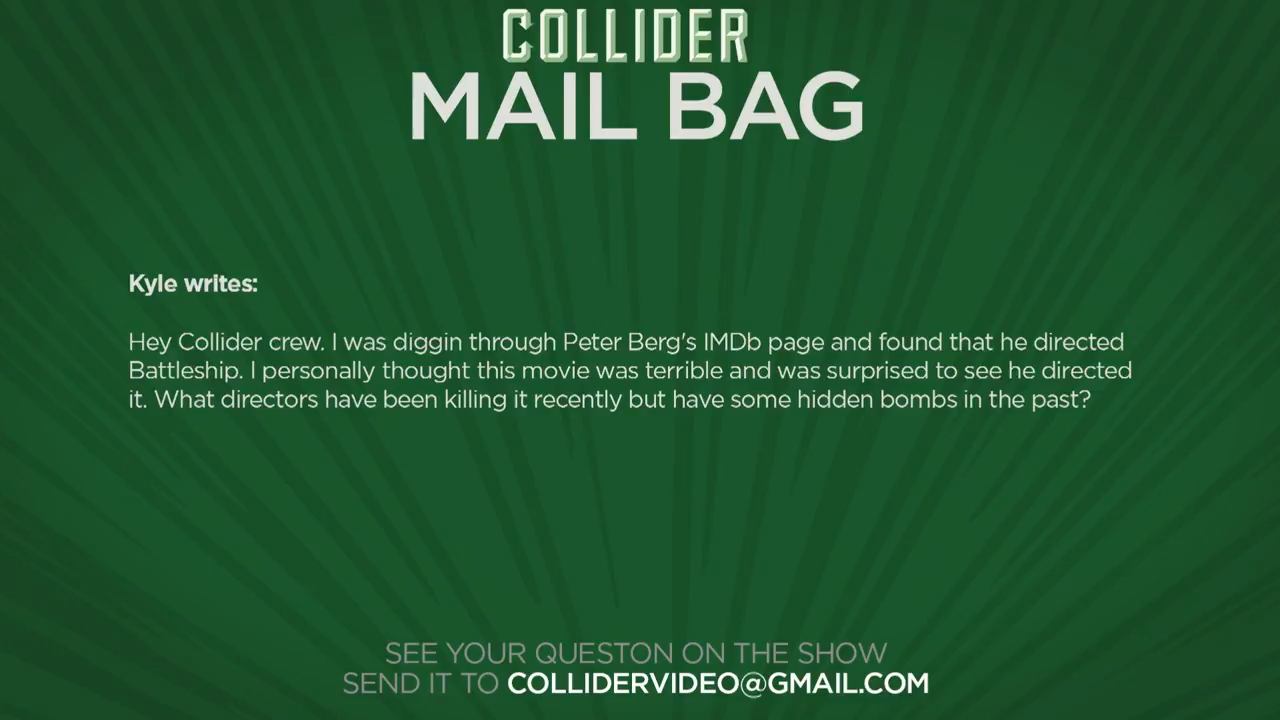 COLLIDER
MAIL BAG
Kyle writes:
Hey Collider crew. I was diggin through Peter Berg's IMDb page and found that he directed
Battleship. I personally thought this movie was terrible and was surprised to see he directed
it. What directors have been killing it recently but have some hidden bombs in the past?
SEE YOUR QUESTON ON THE SHOW
SEND IT TO COLLIDERVIDEO@GMAIL.COM